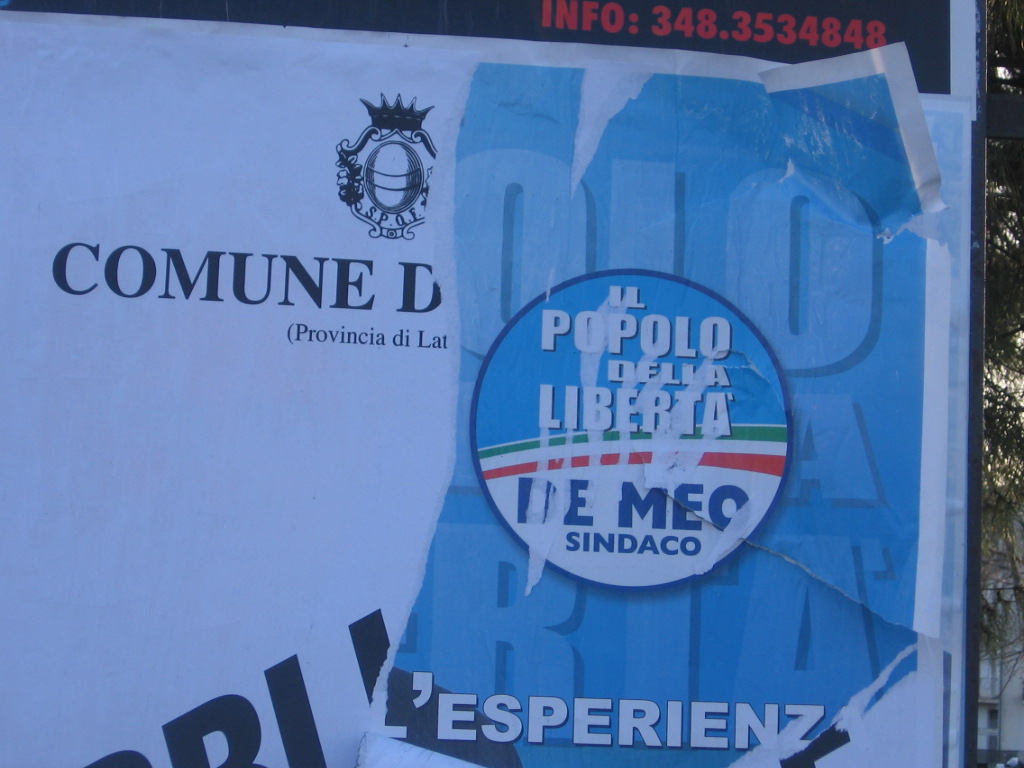 INFO: 348.3534848
S.P.Q.F.
COMUNE D
(Provincia di Lat
IL
POPOLO
DELLA
LIBERTÀ
DE MEO
SINDACO
L'ESPERIENZ